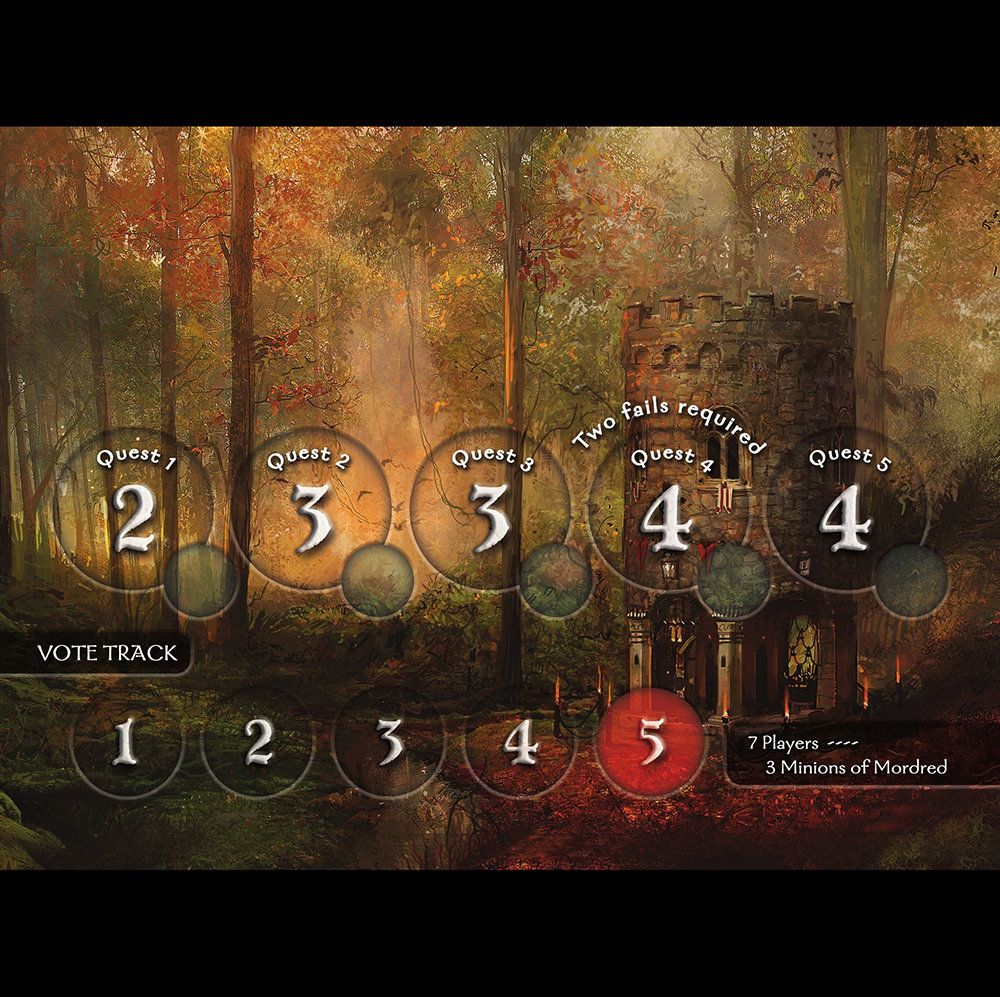 Two fails required
Quest 1 Quest 2 Quest 3 Quest 4 Quest 5
2 3 3 4 4
VOTE TRACK
1 2 3 4 5
7 Players ----
3 Minions of Mordred